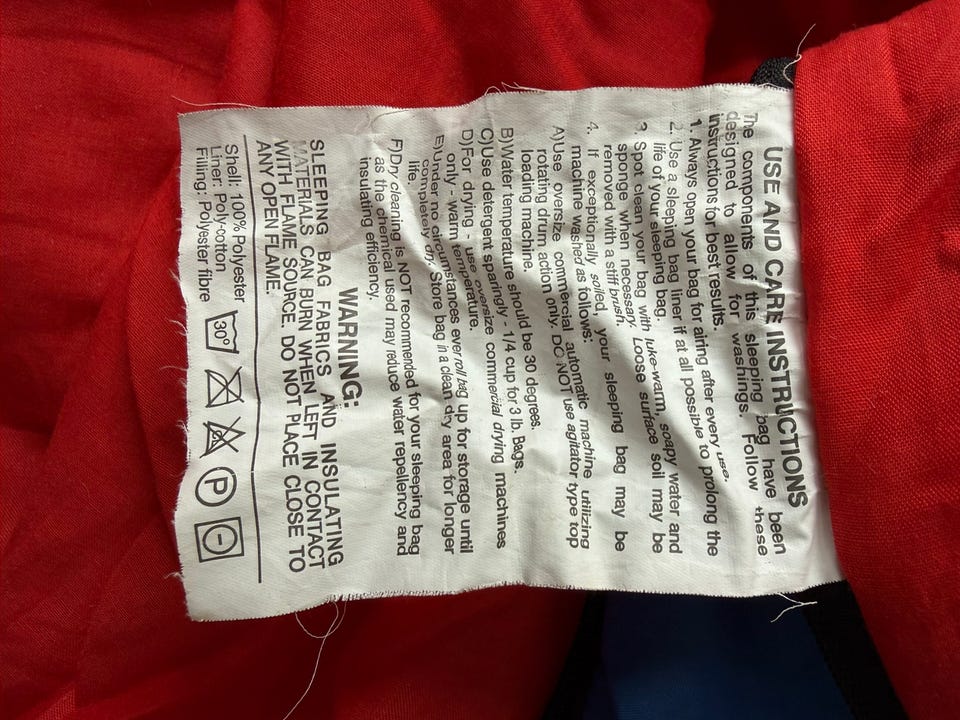 USE AND CARE INSTRUCTIONS
The components of this sleeping bag have been
designed to allow for washings. Follow these
instructions for best results.
1. Always open your bag for airing after every use.
2. Use a sleeping bag liner if at all possible to prolong the
life of your sleeping bag.
3. Spot clean your bag with luke-warm, soapy water and
sponge when necessary. Loose surface soil may be
removed with a stiff brush.
4. If exceptionally soiled, your sleeping bag may be
machine washed as follows:
A)Use oversize commercial automatic machine utilizing
rotating drum action only. DO NOT use agitator type top
loading machine.
B)Water temperature should be 30 degrees.
C)Use detergent sparingly - 1/4 cup for 3 lb. Bags.
D)For drying - use oversize commercial drying machines
only - warm temperature.
E)Under no circumstances ever roll bag up for storage until
completely dry. Store bag in a clean dry area for longer
life.
F)Dry cleaning is NOT recommended for your sleeping bag
as the chemical used may reduce water repellency and
insulating efficiency.
WARNING:
SLEEPING BAG FABRICS AND INSULATING
MATERIALS CAN BURN WHEN LEFT IN CONTACT
WITH FLAME SOURCE. DO NOT PLACE CLOSE TO
ANY OPEN FLAME.
Shell: 100% Polyester
Liner: Poly-cotton
Filling: Polyester fibre
30°
P